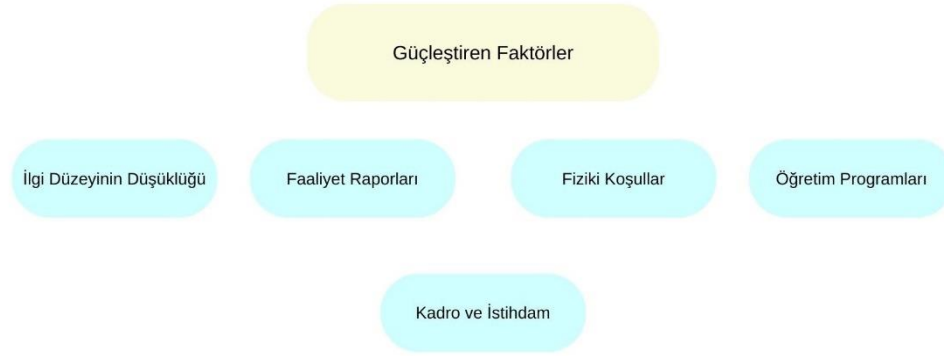 Güçleştiren Faktörler
İlgi Düzeyinin Düşüklüğü
Faaliyet Raporları
Fiziki Koşullar
Öğretim Programları
Kadro ve İstihdam